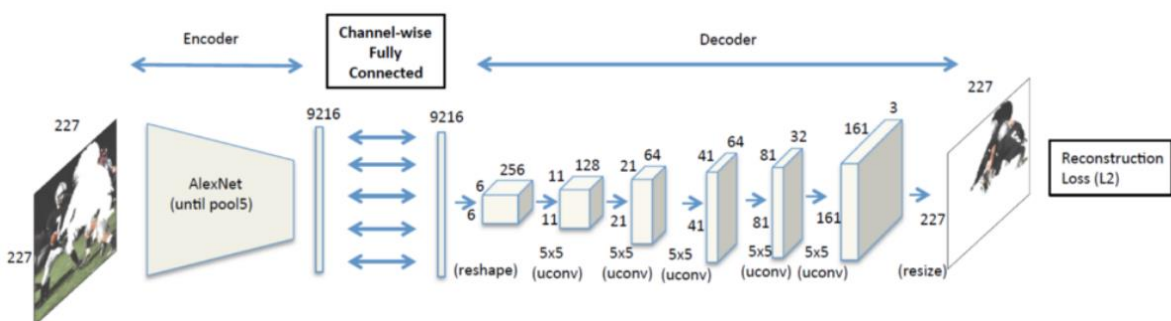 Encoder
Channel-wise
Fully
Connected
Decoder
227
227
AlexNet
(until pool5)
9216
9216
6
6
256
(reshape)
11
11
128
5x5
(uconv)
21
21
64
5x5
(uconv)
41
41
64
5x5
(uconv)
81
81
32
5x5
(uconv)
161
161
3
5x5
(uconv)
227
227
(resize)
Reconstruction
Loss (L2)